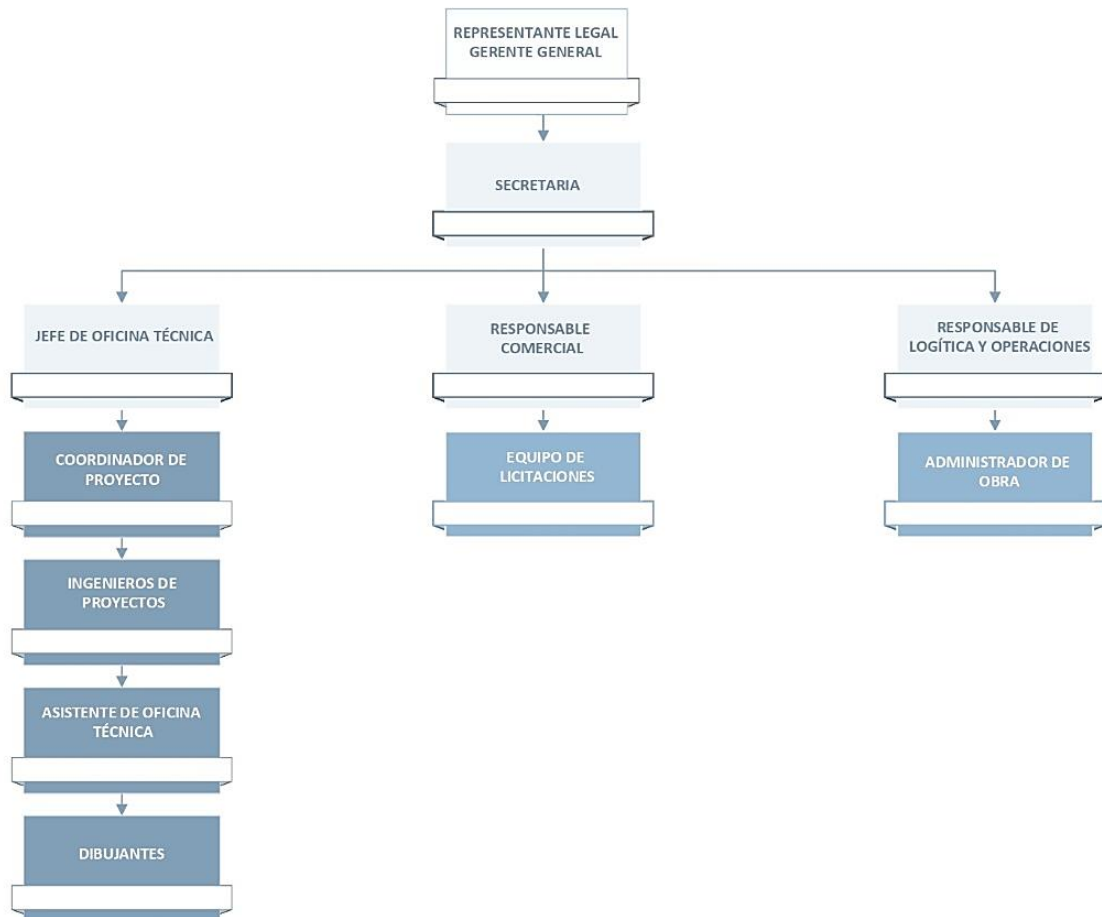 REPRESENTANTE LEGAL
GERENTE GENERAL
SECRETARIA
JEFE DE OFICINA TÉCNICA
RESPONSABLE
COMERCIAL
RESPONSABLE DE
LOGÍTICA Y OPERACIONES
COORDINADOR DE
PROYECTO
EQUIPO DE
LICITACIONES
ADMINISTRADOR DE
OBRA
INGENIEROS DE
PROYECTOS
ASISTENTE DE OFICINA
TÉCNICA
DIBUJANTES